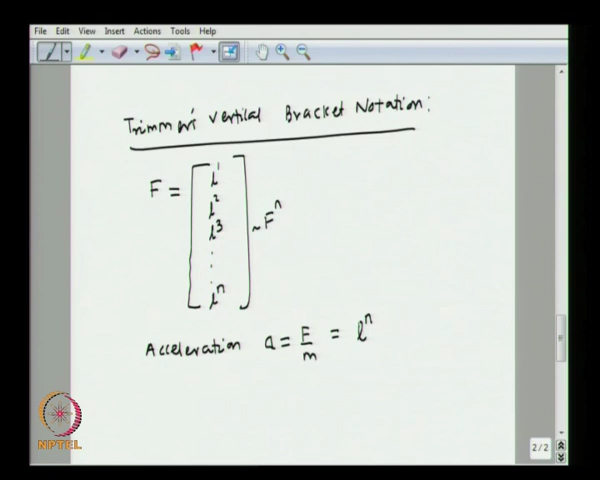 File Edit View Insert Actions Tools Help
Trimmer's Vertical Bracket Notation:
F = [ l¹ l² l³ ⋮ lⁿ ] ~ Fⁿ
Acceleration a = F/m = lⁿ
NPTEL
2/2